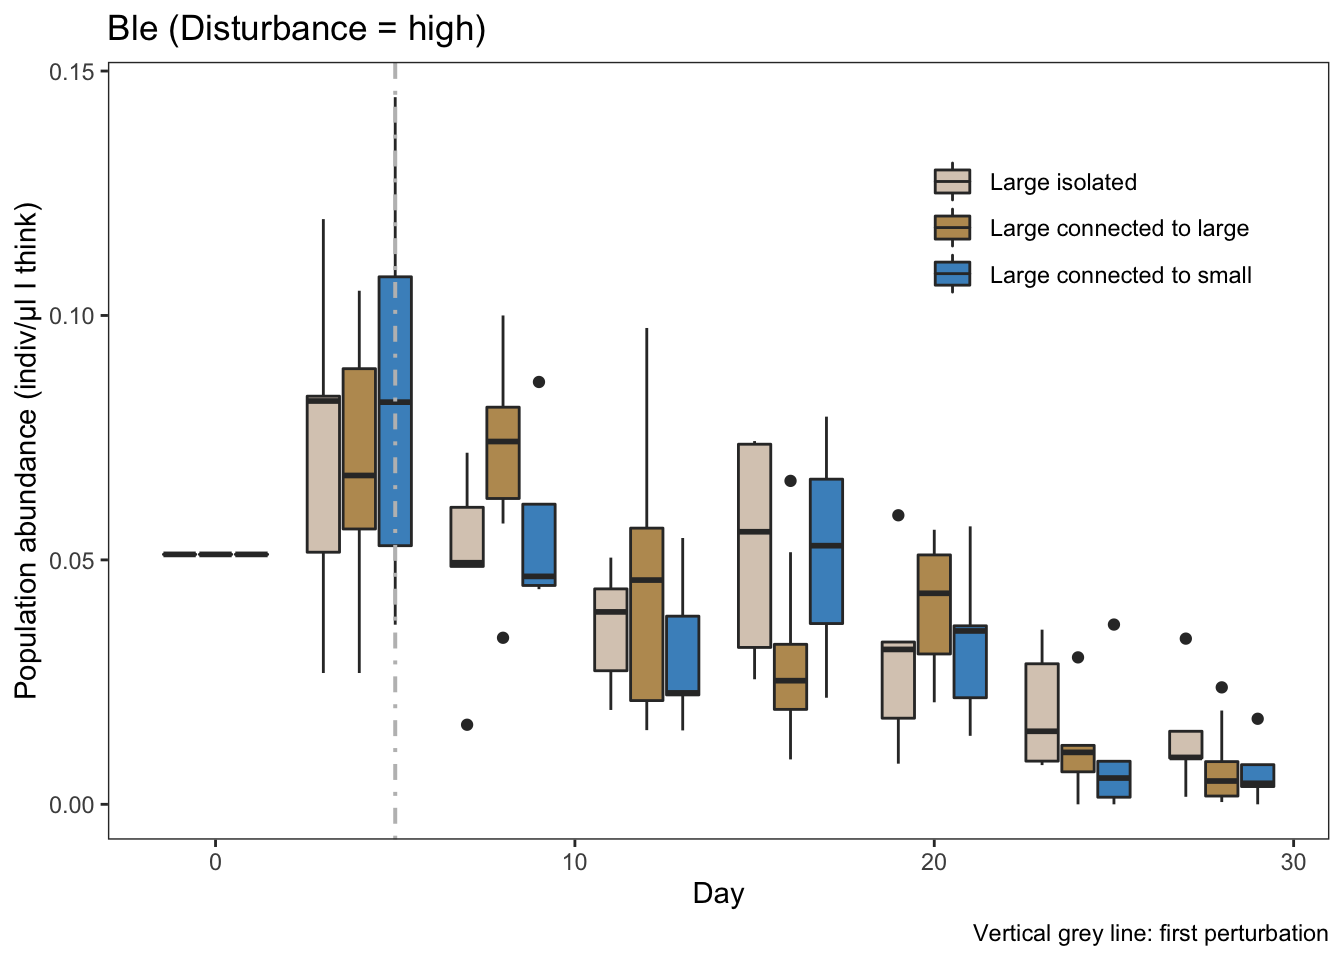 Ble (Disturbance = high)
0.15
0.10
0.05
0.00
Population abundance (indiv/µl I think)
Large isolated
Large connected to large
Large connected to small
0
10
20
30
Day
Vertical grey line: first perturbation